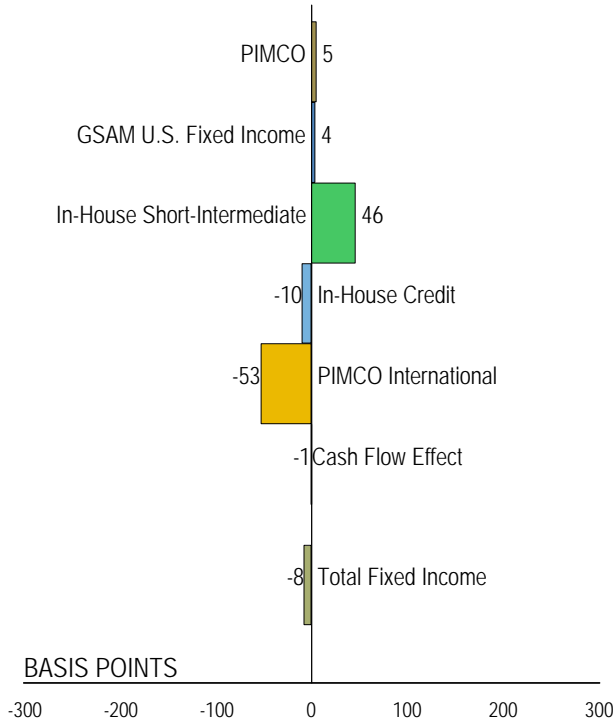 PIMCO 5
GSAM U.S. Fixed Income 4
In-House Short-Intermediate 46
-10 In-House Credit
-53 PIMCO International
-1 Cash Flow Effect
-8 Total Fixed Income
BASIS POINTS
-300 -200 -100 0 100 200 300